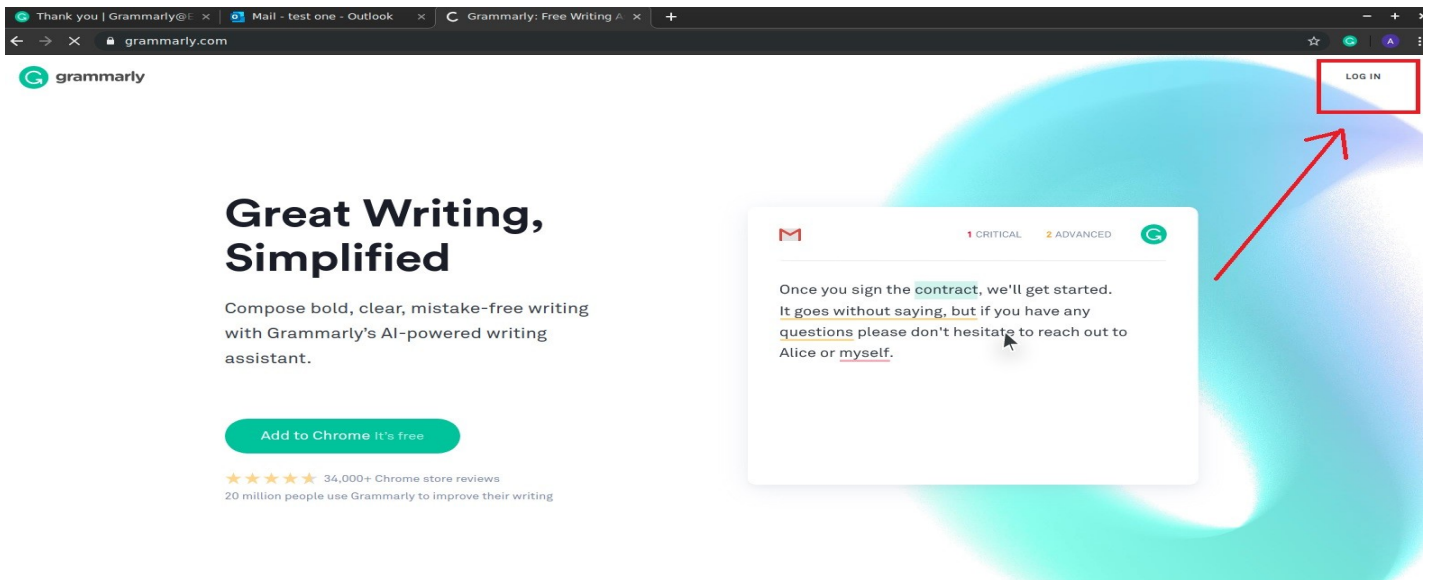 Thank you | Grammarly@E
Mail - test one - Outlook
Grammarly: Free Writing A
grammarly.com
A
grammarly
LOG IN
Great Writing,
Simplified
Compose bold, clear, mistake-free writing
with Grammarly's AI-powered writing
assistant.
Add to Chrome It's free
34,000+ Chrome store reviews
20 million people use Grammarly to improve their writing
1 CRITICAL 2 ADVANCED
Once you sign the contract, we'll get started.
It goes without saying, but if you have any
questions please don't hesitate to reach out to
Alice or myself.